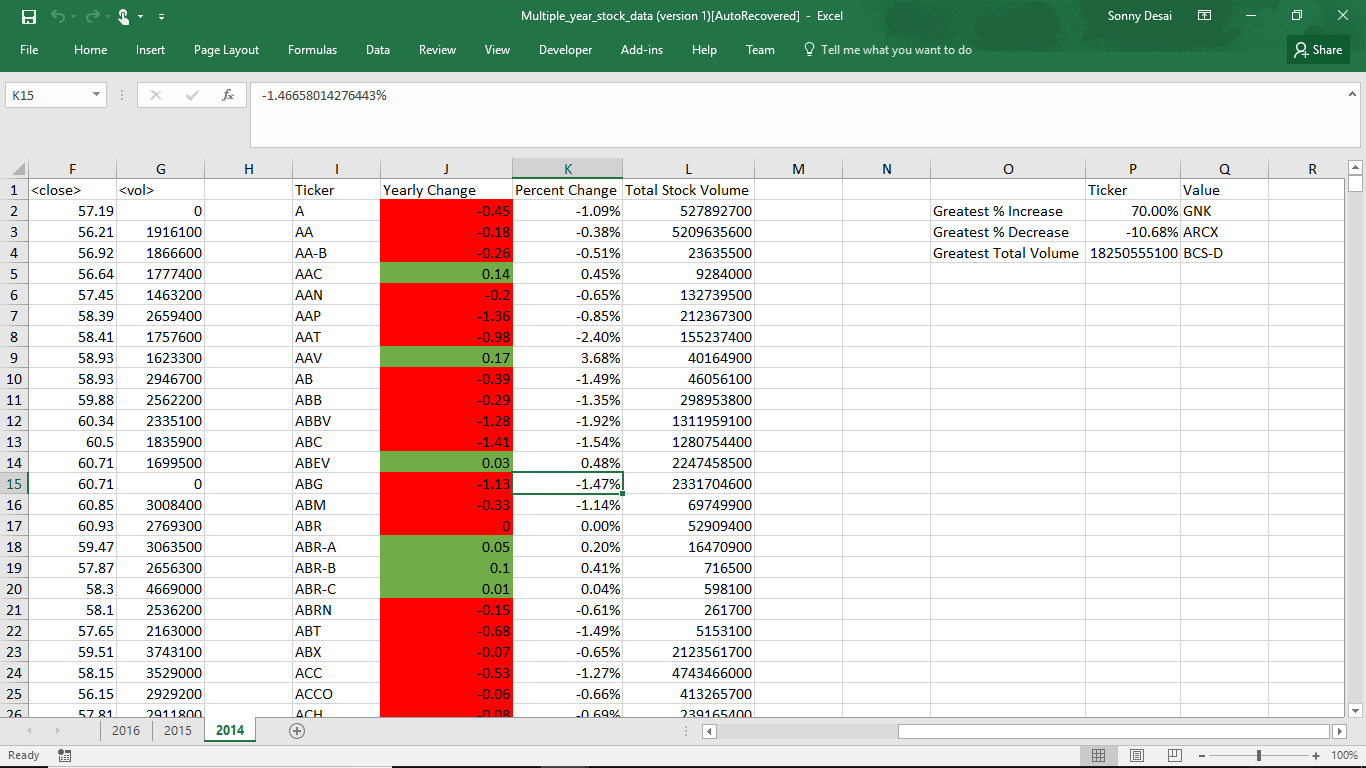 Multiple_year_stock_data (version 1)[AutoRecovered] - Excel Sonny Desai
File Home Insert Page Layout Formulas Data Review View Developer Add-ins Help Team Tell me what you want to do Share
K15 fx -1.46658014276443%
F G H I J K L M N O P Q R
1 <close> <vol> Ticker Yearly Change Percent Change Total Stock Volume Ticker Value
2 57.19 0 A -0.45 -1.09% 527892700 Greatest % Increase 70.00% GNK
3 56.21 1916100 AA -0.18 -0.38% 5209635600 Greatest % Decrease -10.68% ARCX
4 56.92 1866600 AA-B -0.26 -0.51% 23635500 Greatest Total Volume 18250555100 BCS-D
5 56.64 1777400 AAC 0.14 0.45% 9284000
6 57.45 1463200 AAN -0.2 -0.65% 132739500
7 58.39 2659400 AAP -1.36 -0.85% 212367300
8 58.41 1757600 AAT -0.98 -2.40% 155237400
9 58.93 1623300 AAV 0.17 3.68% 40164900
10 58.93 2946700 AB -0.39 -1.49% 46056100
11 59.88 2562200 ABB -0.29 -1.35% 298953800
12 60.34 2335100 ABBV -1.28 -1.92% 1311959100
13 60.5 1835900 ABC -1.41 -1.54% 1280754400
14 60.71 1699500 ABEV 0.03 0.48% 2247458500
15 60.71 0 ABG -1.13 -1.47% 2331704600
16 60.85 3008400 ABM -0.33 -1.14% 69749900
17 60.93 2769300 ABR 0 0.00% 52909400
18 59.47 3063500 ABR-A 0.05 0.20% 16470900
19 57.87 2656300 ABR-B 0.1 0.41% 716500
20 58.3 4669000 ABR-C 0.01 0.04% 598100
21 58.1 2536200 ABRN -0.15 -0.61% 261700
22 57.65 2163000 ABT -0.68 -1.49% 5153100
23 59.51 3743100 ABX -0.07 -0.65% 2123561700
24 58.15 3529000 ACC -0.53 -1.27% 4743466000
25 56.15 2929200 ACCO -0.06 -0.66% 413265700
26 57.81 2911800 ACH -0.08 -0.69% 239165400
2016 2015 2014
Ready 100%